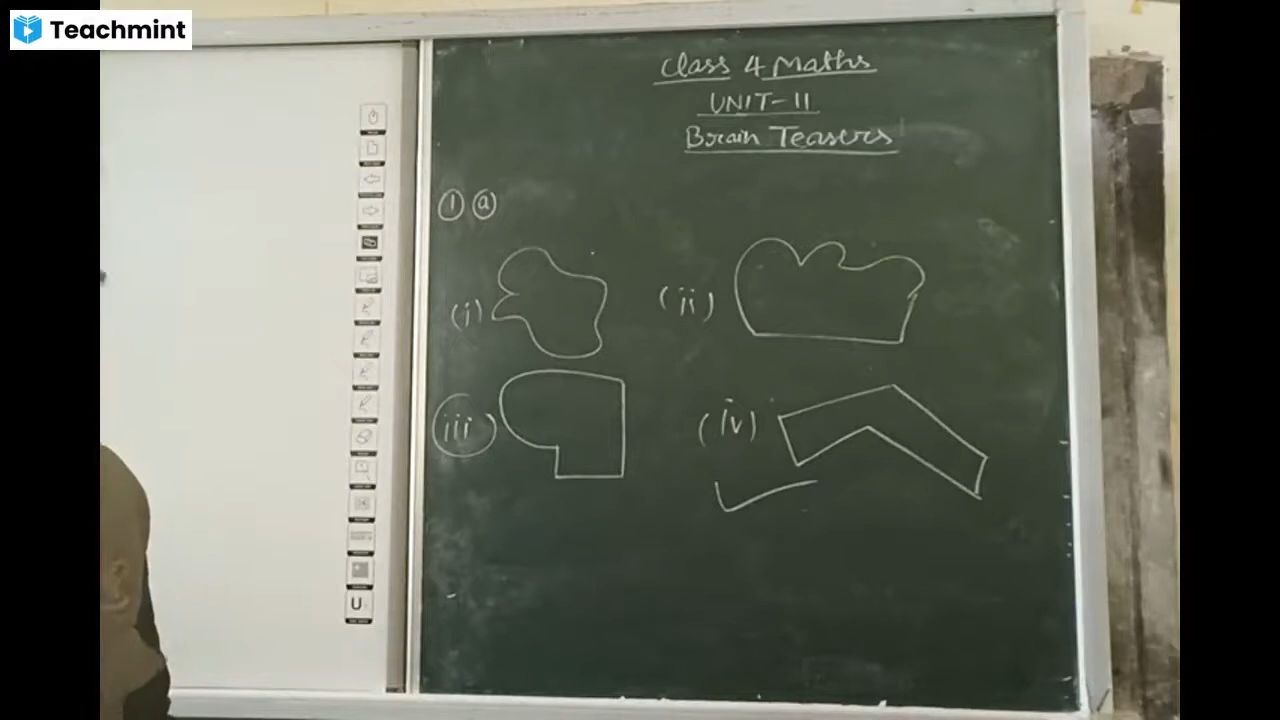 Teachmint
Class 4 Maths
UNIT-11
Brain Teasers
1 a
(i)
(ii)
(iii)
(iv)
U